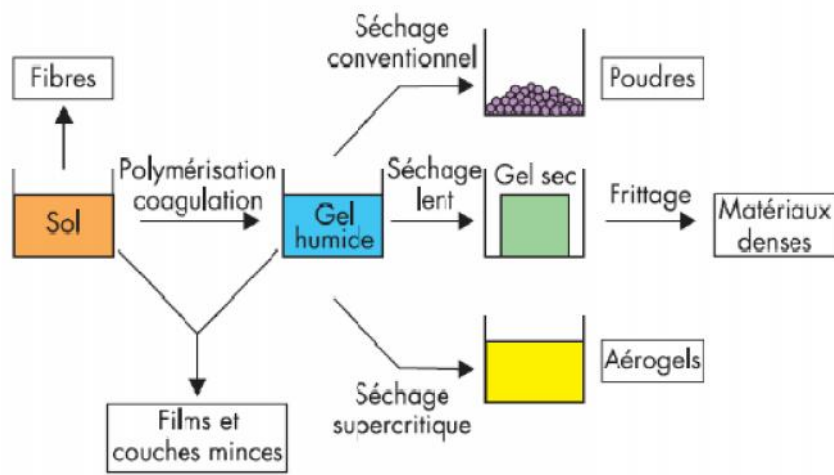 Séchage
conventionnel
Fibres
Poudres
Polymérisation
coagulation
Séchage
lent
Gel sec
Frittage
Sol
Gel
humide
Matériaux
denses
Aérogels
Séchage
supercritique
Films et
couches minces